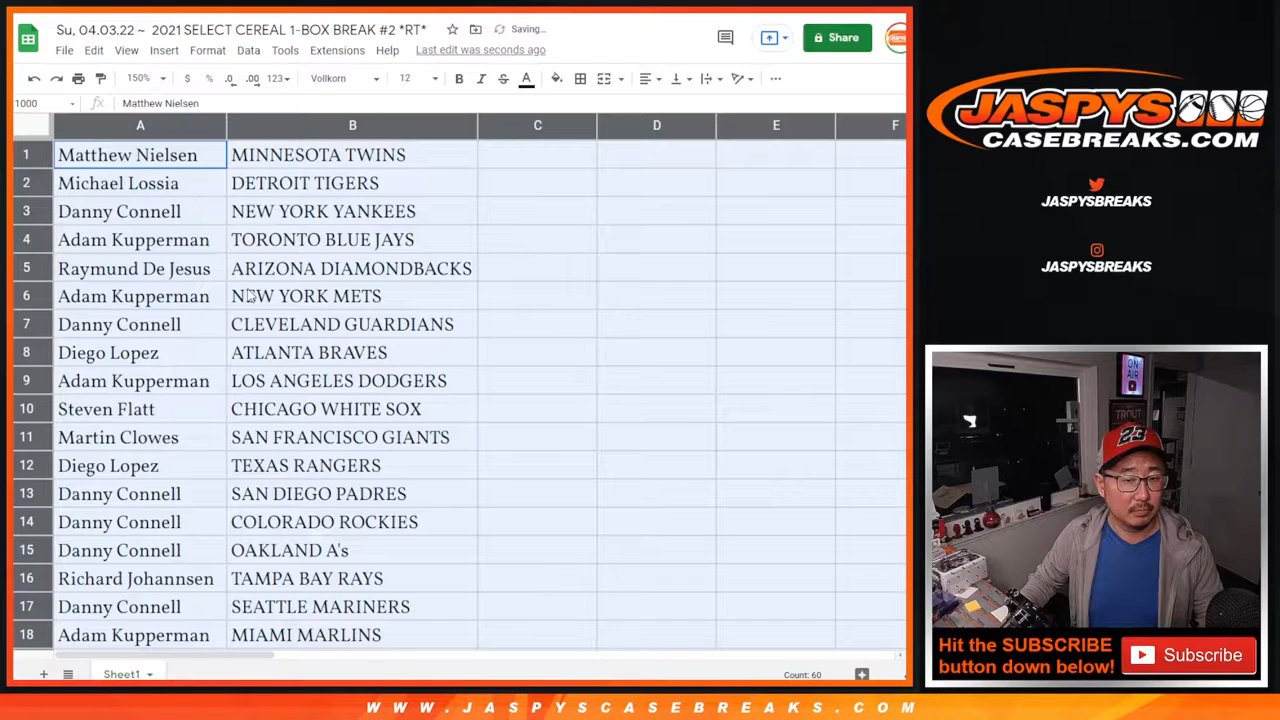 Su, 04.03.22 ~ 2021 SELECT CEREAL 1-BOX BREAK #2 *RT*
Saving...
File Edit View Insert Format Data Tools Extensions Help Last edit was seconds ago
Share
150% $ % .0 .00 123 Vollkorn 12 B I S A
1000 fx Matthew Nielsen
A B C D E F
1 Matthew Nielsen MINNESOTA TWINS
2 Michael Lossia DETROIT TIGERS
3 Danny Connell NEW YORK YANKEES
4 Adam Kupperman TORONTO BLUE JAYS
5 Raymund De Jesus ARIZONA DIAMONDBACKS
6 Adam Kupperman NEW YORK METS
7 Danny Connell CLEVELAND GUARDIANS
8 Diego Lopez ATLANTA BRAVES
9 Adam Kupperman LOS ANGELES DODGERS
10 Steven Flatt CHICAGO WHITE SOX
11 Martin Clowes SAN FRANCISCO GIANTS
12 Diego Lopez TEXAS RANGERS
13 Danny Connell SAN DIEGO PADRES
14 Danny Connell COLORADO ROCKIES
15 Danny Connell OAKLAND A's
16 Richard Johannsen TAMPA BAY RAYS
17 Danny Connell SEATTLE MARINERS
18 Adam Kupperman MIAMI MARLINS
Sheet1
Count: 60
JASPYS
CASEBREAKS.COM
JASPYSBREAKS
JASPYSBREAKS
ON
AIR
TROUT
23
Hit the SUBSCRIBE
button down below!
Subscribe
WWW.JASPYSCASEBREAKS.COM